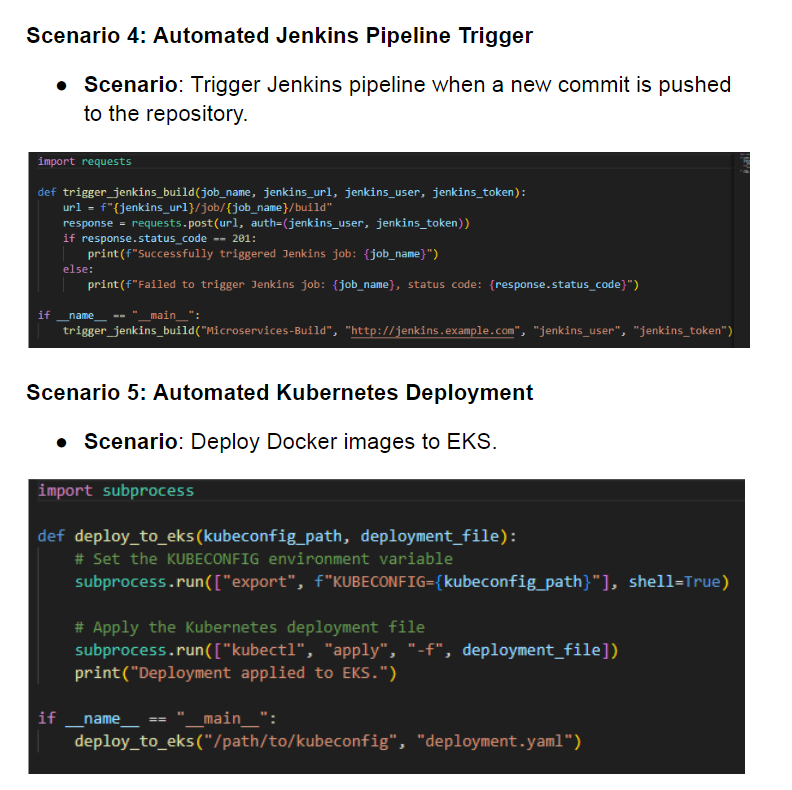 Scenario 4: Automated Jenkins Pipeline Trigger
● Scenario: Trigger Jenkins pipeline when a new commit is pushed
to the repository.
import requests
def trigger_jenkins_build(job_name, jenkins_url, jenkins_user, jenkins_token):
    url = f"{jenkins_url}/job/{job_name}/build"
    response = requests.post(url, auth=(jenkins_user, jenkins_token))
    if response.status_code == 201:
        print(f"Successfully triggered Jenkins job: {job_name}")
    else:
        print(f"Failed to trigger Jenkins job: {job_name}, status code: {response.status_code}")
if __name__ == "__main__":
    trigger_jenkins_build("Microservices-Build", "http://jenkins.example.com", "jenkins_user", "jenkins_token")
Scenario 5: Automated Kubernetes Deployment
● Scenario: Deploy Docker images to EKS.
import subprocess
def deploy_to_eks(kubeconfig_path, deployment_file):
    # Set the KUBECONFIG environment variable
    subprocess.run(["export", f"KUBECONFIG={kubeconfig_path}"], shell=True)
    # Apply the Kubernetes deployment file
    subprocess.run(["kubectl", "apply", "-f", deployment_file])
    print("Deployment applied to EKS.")
if __name__ == "__main__":
    deploy_to_eks("/path/to/kubeconfig", "deployment.yaml")